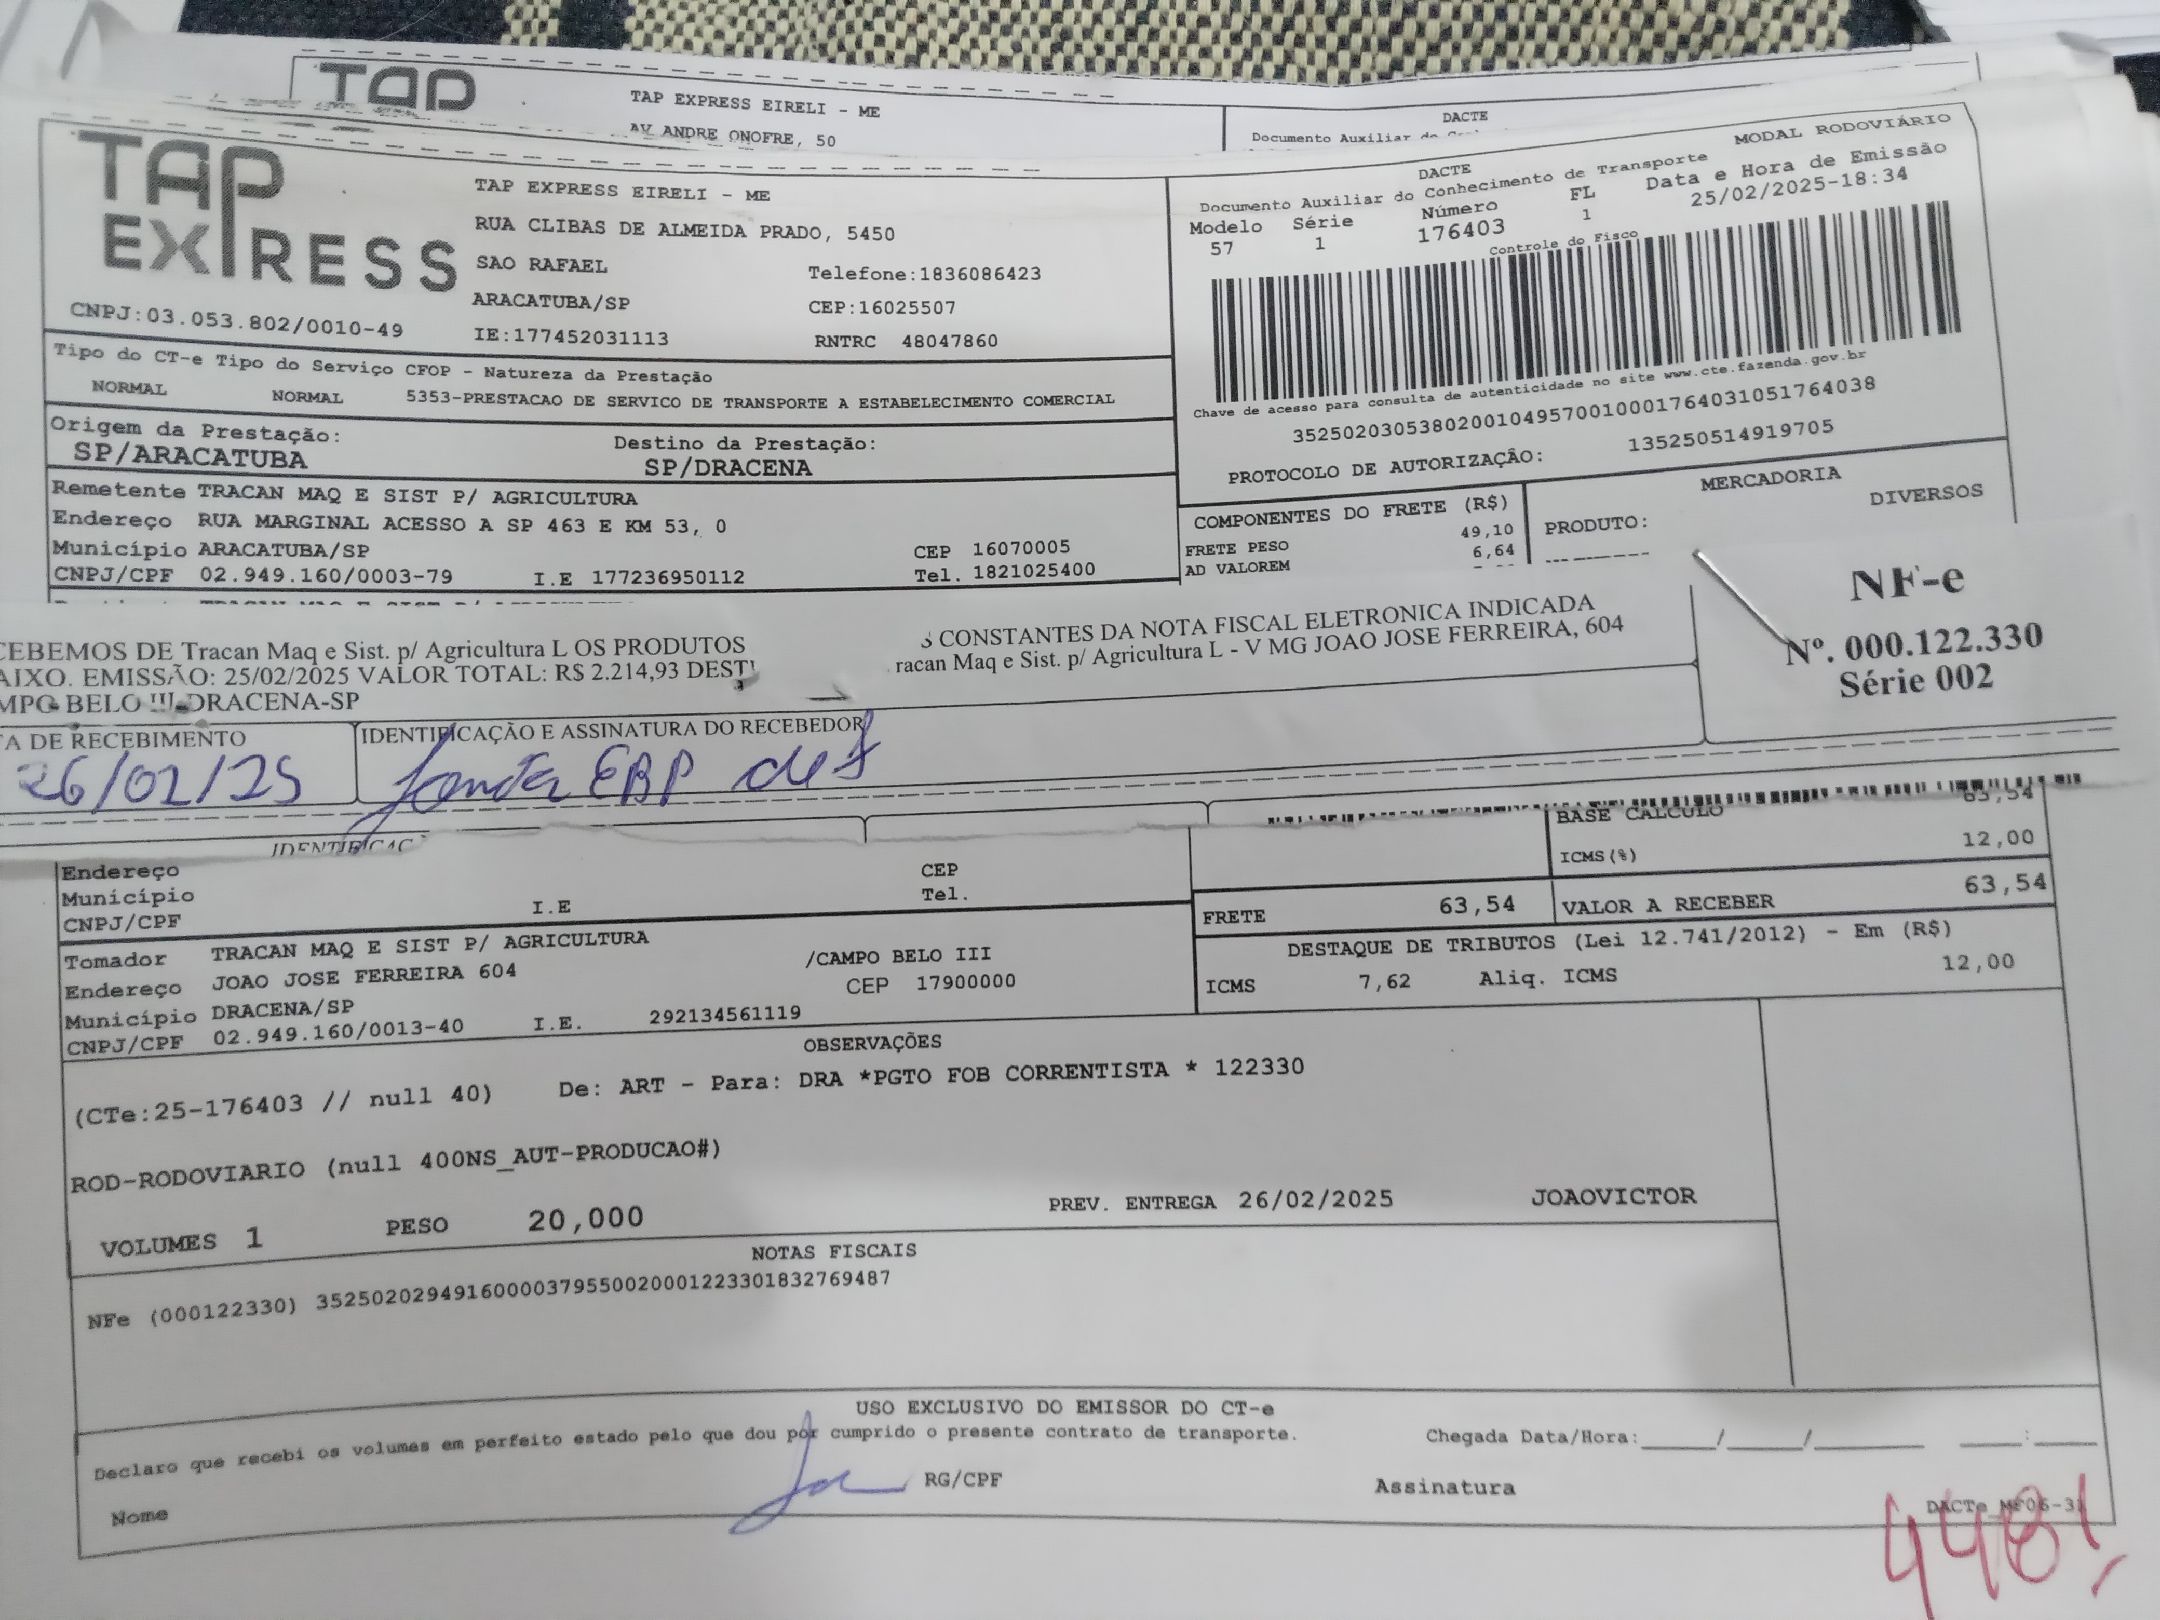 TAP
TAP EXPRESS EIRELI - ME
AV ANDRE ONOFRE, 50
DACTE
Documento Auxiliar
TAP
EXPRESS
CNPJ:03.053.802/0010-49
TAP EXPRESS EIRELI - ME
RUA CLIBAS DE ALMEIDA PRADO, 5450
SAO RAFAEL Telefone:1836086423
ARACATUBA/SP CEP:16025507
IE:177452031113 RNTRC 48047860
DACTE MODAL RODOVIÁRIO
Documento Auxiliar do Conhecimento de Transporte
Modelo Série Número FL Data e Hora de Emissão
57 1 176403 1 25/02/2025-18:34
Controle do Fisco
Chave de acesso para consulta de autenticidade no site www.cte.fazenda.gov.br
35250203053802001049570010001764031051764038
PROTOCOLO DE AUTORIZAÇÃO: 135250514919705
Tipo do CT-e Tipo do Serviço CFOP - Natureza da Prestação
NORMAL NORMAL 5353-PRESTACAO DE SERVICO DE TRANSPORTE A ESTABELECIMENTO COMERCIAL
Origem da Prestação: Destino da Prestação:
SP/ARACATUBA SP/DRACENA
Remetente TRACAN MAQ E SIST P/ AGRICULTURA
Endereço RUA MARGINAL ACESSO A SP 463 E KM 53, 0
Município ARACATUBA/SP CEP 16070005
CNPJ/CPF 02.949.160/0003-79 I.E 177236950112 Tel. 1821025400
COMPONENTES DO FRETE (R$)
FRETE PESO 49,10
AD VALOREM 6,64
MERCADORIA
PRODUTO: DIVERSOS
CEBEMOS DE Tracan Maq e Sist. p/ Agricultura L OS PRODUTOS S CONSTANTES DA NOTA FISCAL ELETRONICA INDICADA
AIXO. EMISSÃO: 25/02/2025 VALOR TOTAL: R$ 2.214,93 DEST racan Maq e Sist. p/ Agricultura L - V MG JOAO JOSE FERREIRA, 604
MPO BELO III DRACENA-SP
NF-e
Nº. 000.122.330
Série 002
TA DE RECEBIMENTO IDENTIFICAÇÃO E ASSINATURA DO RECEBEDOR
26/02/25
IDENTIFICAC
63,54
BASE CALCULO
ICMS(%) 12,00
Endereço CEP
Município Tel.
CNPJ/CPF I.E
FRETE 63,54 VALOR A RECEBER 63,54
Tomador TRACAN MAQ E SIST P/ AGRICULTURA
Endereço JOAO JOSE FERREIRA 604 /CAMPO BELO III
Município DRACENA/SP CEP 17900000
CNPJ/CPF 02.949.160/0013-40 I.E. 292134561119
DESTAQUE DE TRIBUTOS (Lei 12.741/2012) - Em (R$)
ICMS 7,62 Aliq. ICMS 12,00
OBSERVAÇÕES
(CTe:25-176403 // null 40) De: ART - Para: DRA *PGTO FOB CORRENTISTA * 122330
ROD-RODOVIARIO (null 400NS_AUT-PRODUCAO#)
VOLUMES 1 PESO 20,000 PREV. ENTREGA 26/02/2025 JOAOVICTOR
NOTAS FISCAIS
NFe (000122330) 35250202949160000379550020001223301832769487
USO EXCLUSIVO DO EMISSOR DO CT-e
Declaro que recebi os volumes em perfeito estado pelo que dou por cumprido o presente contrato de transporte. Chegada Data/Hora:_____/_____/________ ____:____
Nome RG/CPF Assinatura